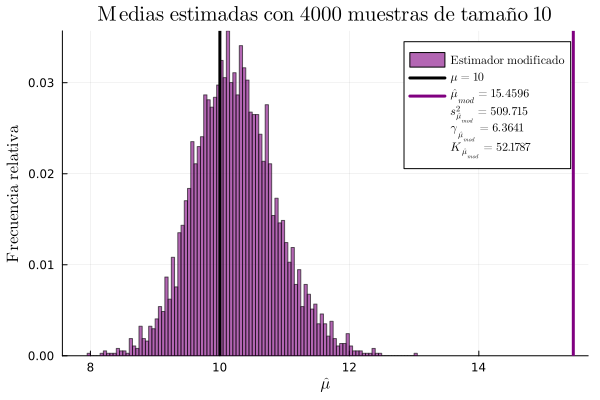 Medias estimadas con 4000 muestras de tamaño 10
Frecuencia relativa
0.03
0.02
0.01
0.00
Estimador modificado
μ = 10
μ̂_mod = 15.4596
s²_μ̂_mod = 509.715
γ_μ̂_mod = 6.3641
K_μ̂_mod = 52.1787
8 10 12 14
μ̂